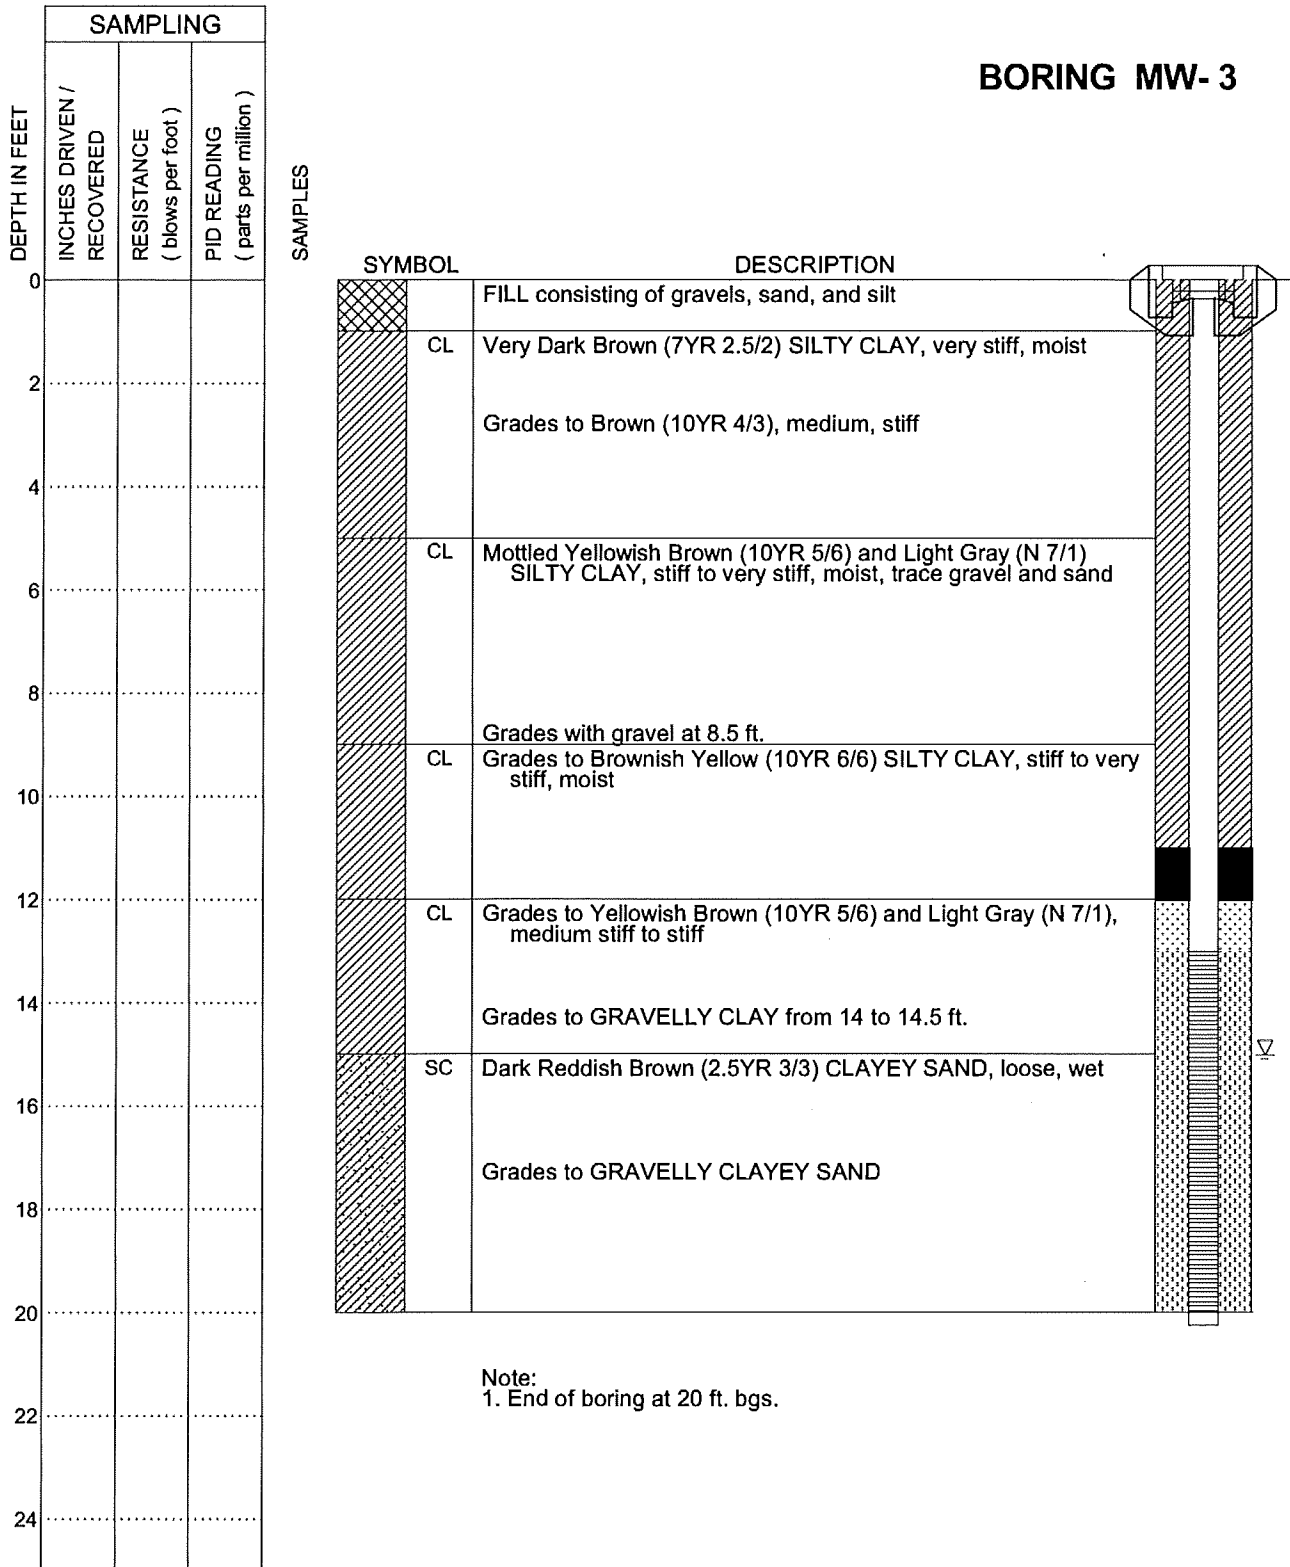 SAMPLING
BORING MW- 3
DEPTH IN FEET
INCHES DRIVEN /
RECOVERED
RESISTANCE
( blows per foot )
PID READING
( parts per million )
SAMPLES
SYMBOL DESCRIPTION
0
FILL consisting of gravels, sand, and silt
CL Very Dark Brown (7YR 2.5/2) SILTY CLAY, very stiff, moist
2
Grades to Brown (10YR 4/3), medium, stiff
4
CL Mottled Yellowish Brown (10YR 5/6) and Light Gray (N 7/1)
SILTY CLAY, stiff to very stiff, moist, trace gravel and sand
6
8
Grades with gravel at 8.5 ft.
CL Grades to Brownish Yellow (10YR 6/6) SILTY CLAY, stiff to very
stiff, moist
10
12
CL Grades to Yellowish Brown (10YR 5/6) and Light Gray (N 7/1),
medium stiff to stiff
14
Grades to GRAVELLY CLAY from 14 to 14.5 ft.
SC Dark Reddish Brown (2.5YR 3/3) CLAYEY SAND, loose, wet
16
Grades to GRAVELLY CLAYEY SAND
18
20
Note:
1. End of boring at 20 ft. bgs.
22
24